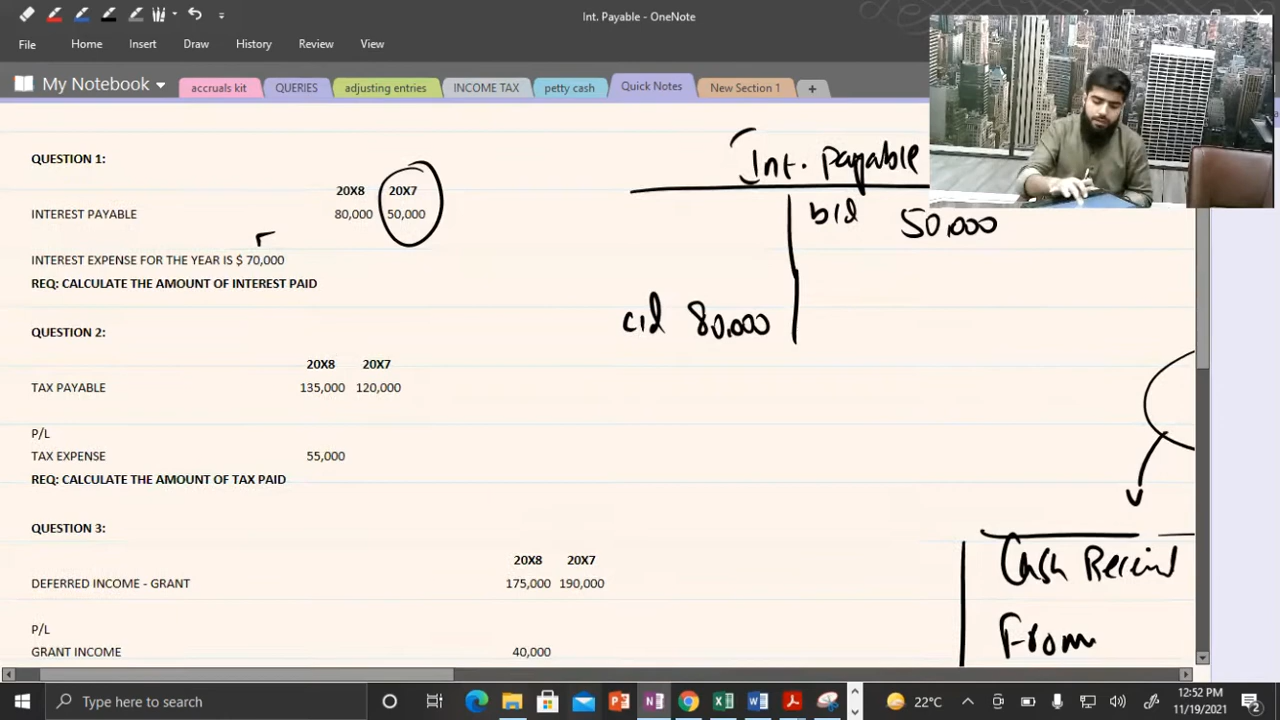 Int. Payable - OneNote
File Home Insert Draw History Review View
My Notebook accruals kit QUERIES adjusting entries INCOMETAX petty cash Quick Notes New Section 1
QUESTION 1:
20X8 20X7
INTEREST PAYABLE 80,000 50,000
INTEREST EXPENSE FOR THE YEAR IS $ 70,000
REQ: CALCULATE THE AMOUNT OF INTEREST PAID
QUESTION 2:
20X8 20X7
TAX PAYABLE 135,000 120,000
P/L
TAX EXPENSE 55,000
REQ: CALCULATE THE AMOUNT OF TAX PAID
QUESTION 3:
20X8 20X7
DEFERRED INCOME - GRANT 175,000 190,000
P/L
GRANT INCOME 40,000
Int. payable
b/d 50,000
c/d 80,000
Cash
From
Type here to search
22°C
12:52 PM
11/19/2021
2